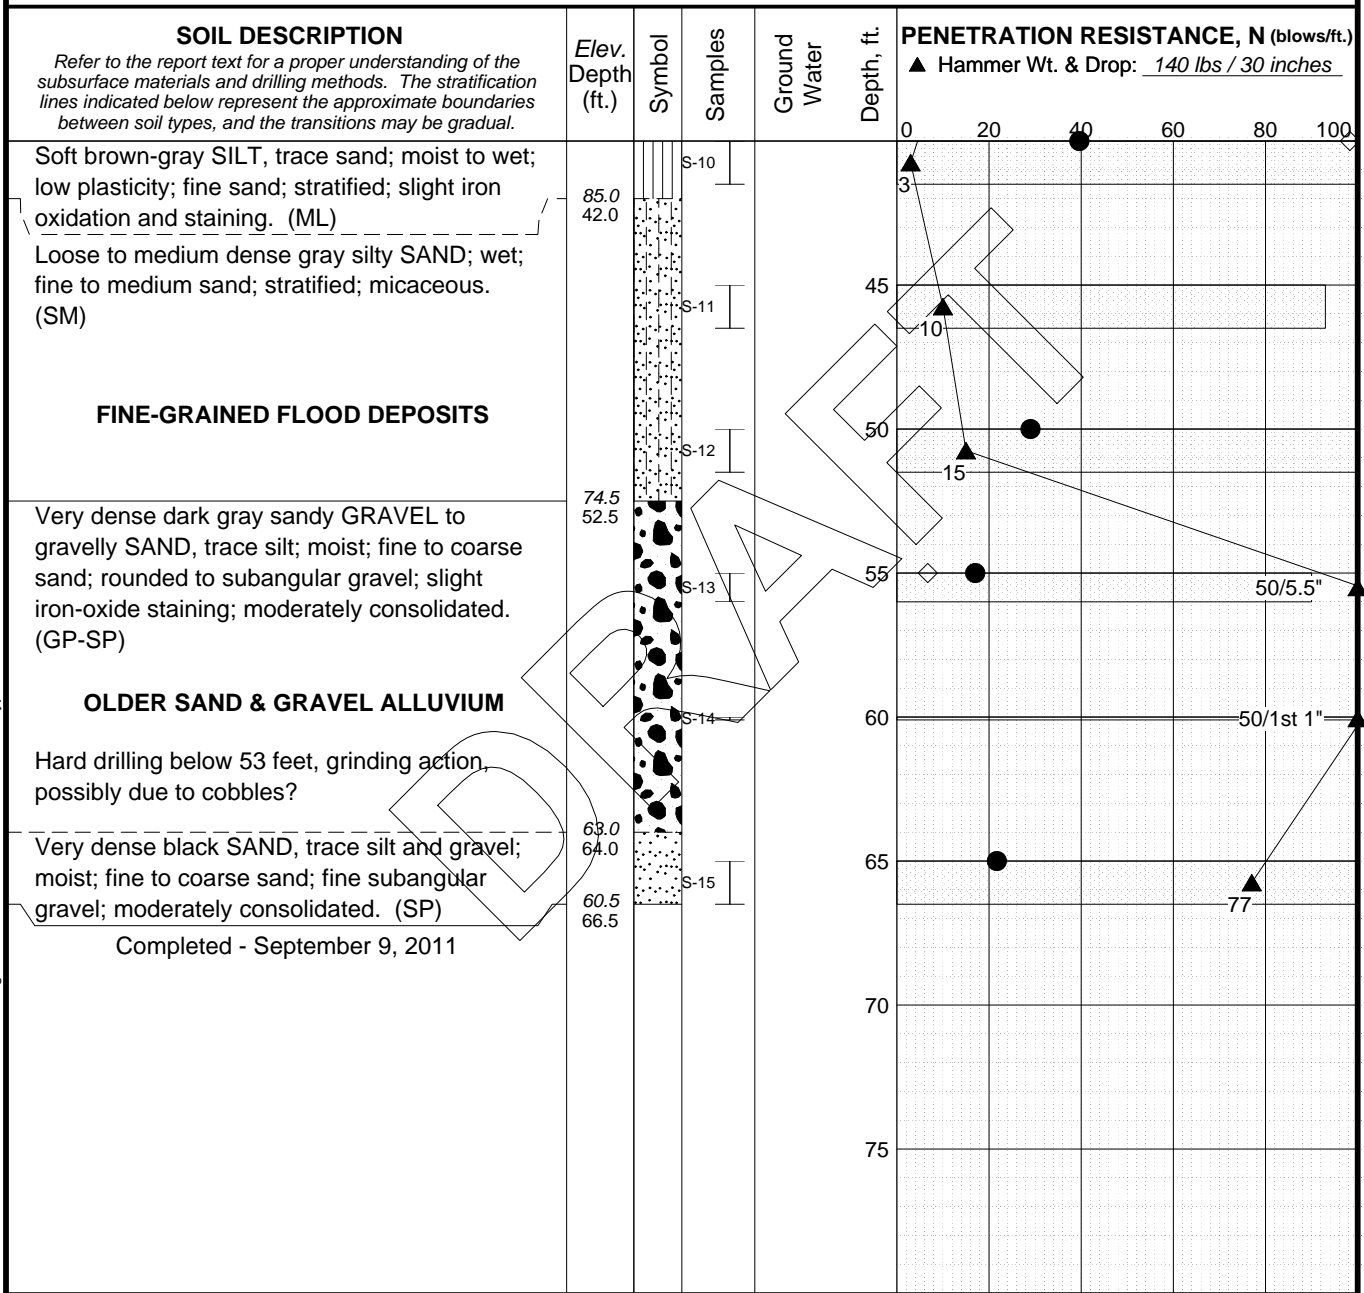 SOIL DESCRIPTION
Refer to the report text for a proper understanding of the
subsurface materials and drilling methods. The stratification
lines indicated below represent the approximate boundaries
between soil types, and the transitions may be gradual.
Elev.
Depth
(ft.)
Symbol
Samples
Ground
Water
Depth, ft.
PENETRATION RESISTANCE, N (blows/ft.)
▲ Hammer Wt. & Drop: 140 lbs / 30 inches
0 20 40 60 80 100
Soft brown-gray SILT, trace sand; moist to wet;
low plasticity; fine sand; stratified; slight iron
oxidation and staining. (ML)
85.0
42.0
S-10
3
Loose to medium dense gray silty SAND; wet;
fine to medium sand; stratified; micaceous.
(SM)
S-11
45
10
FINE-GRAINED FLOOD DEPOSITS
S-12
50
15
74.5
52.5
Very dense dark gray sandy GRAVEL to
gravelly SAND, trace silt; moist; fine to coarse
sand; rounded to subangular gravel; slight
iron-oxide staining; moderately consolidated.
(GP-SP)
S-13
55
50/5.5"
OLDER SAND & GRAVEL ALLUVIUM
S-14
60
50/1st 1"
Hard drilling below 53 feet, grinding action,
possibly due to cobbles?
63.0
64.0
Very dense black SAND, trace silt and gravel;
moist; fine to coarse sand; fine subangular
gravel; moderately consolidated. (SP)
S-15
65
77
60.5
66.5
Completed - September 9, 2011
70
75
DRAFT